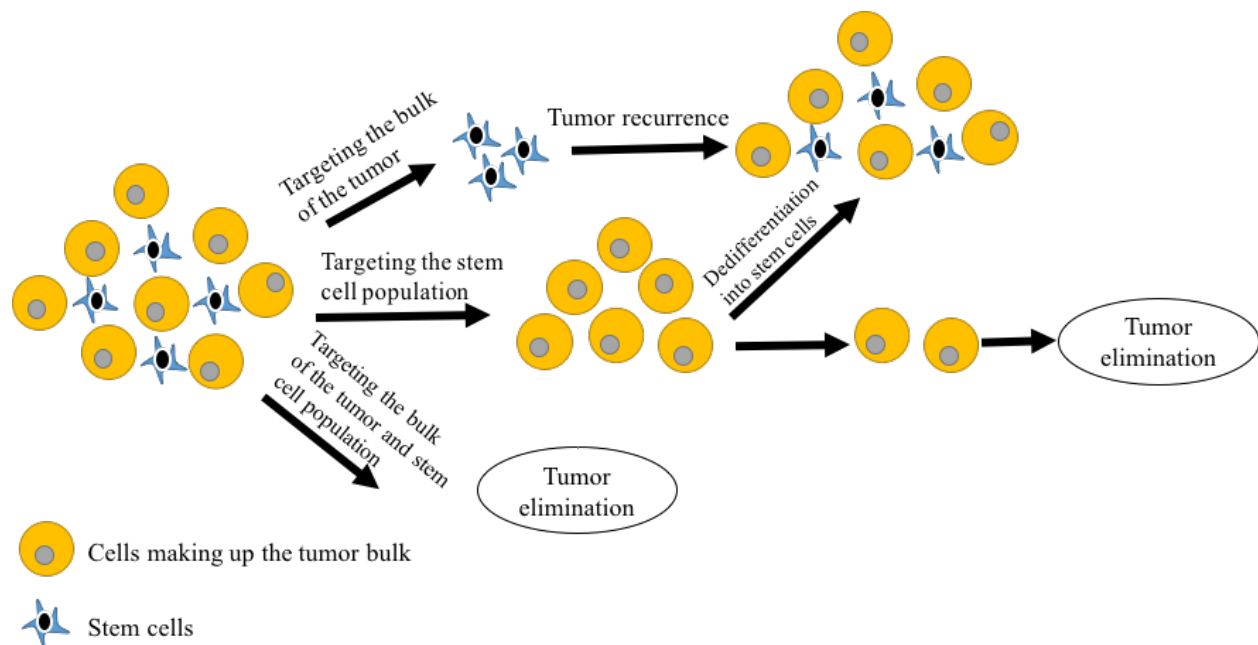 Targeting the bulk
of the tumor
Tumor recurrence
Targeting the stem
cell population
Dedifferentiation
into stem cells
Tumor
elimination
Targeting the bulk
of the tumor and stem
cell population
Tumor
elimination
Cells making up the tumor bulk
Stem cells